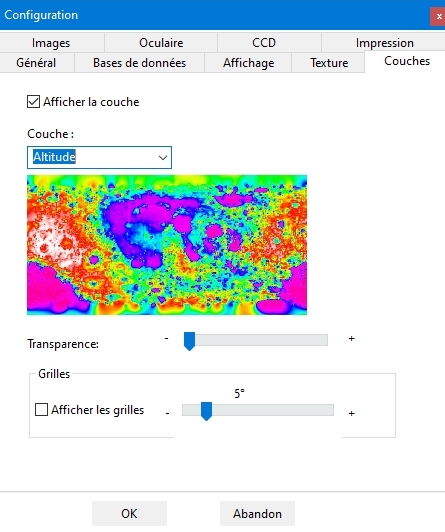 Configuration x
Images Oculaire CCD Impression
Général Bases de données Affichage Texture Couches
Afficher la couche
Couche :
Altitude
Transparence: - +
Grilles
5°
Afficher les grilles - +
OK Abandon